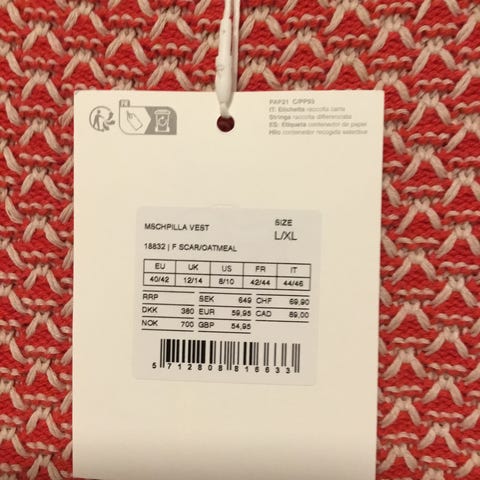 FR
PAP21 C/PP93
IT: Etichetta raccolta carta
Stringa raccolta differenziata
ES: Etiqueta contenedor de papel
Hilo contenedor recogida selectiva
MSCHPILLA VEST
SIZE
L/XL
18832 | F SCAR/OATMEAL
EU UK US FR IT
40/42 12/14 8/10 42/44 44/46
RRP SEK 649 CHF 69,90
DKK 380 EUR 59,95 CAD 89,00
NOK 700 GBP 54,95
5 712808 816633